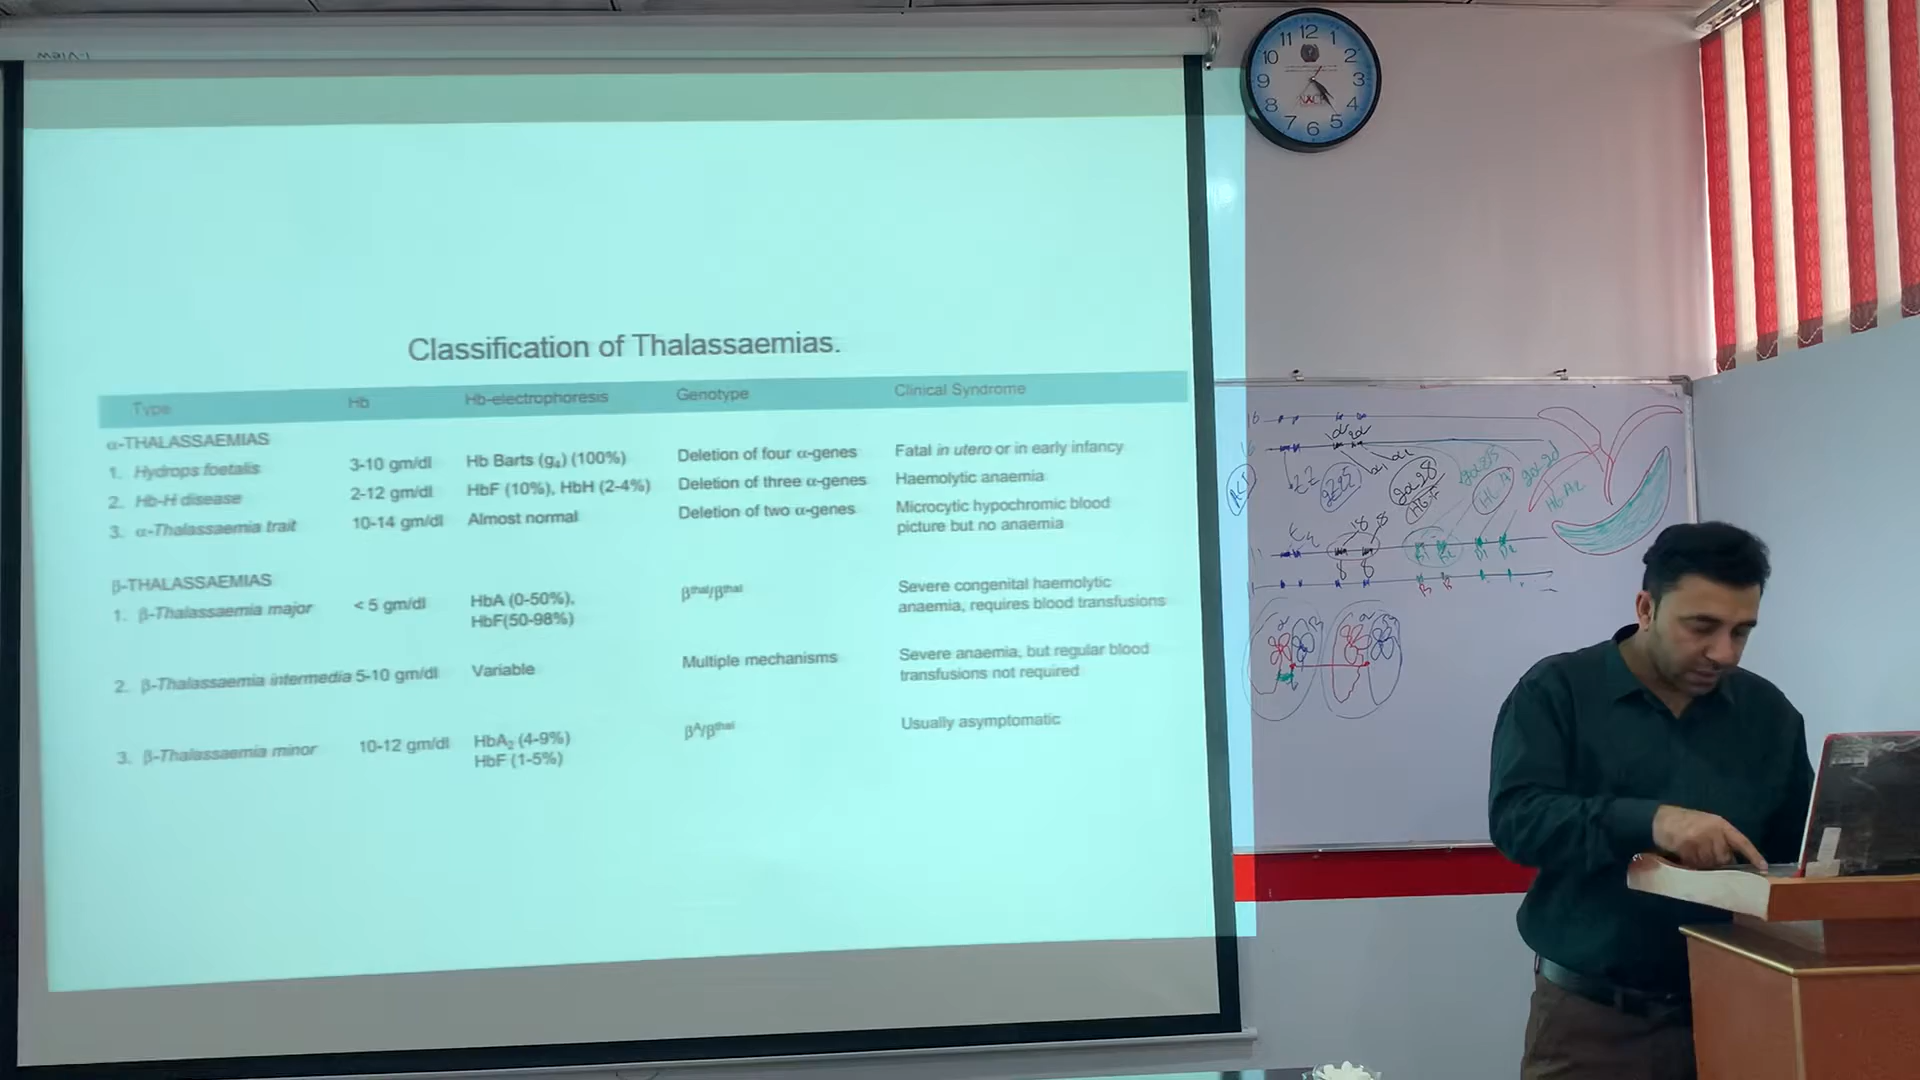 i-View
12
11 1
10 2
9 3
8 4
7 5
6
Classification of Thalassaemias.
Type Hb Hb-electrophoresis Genotype Clinical Syndrome
α-THALASSAEMIAS
1. Hydrops foetalis 3-10 gm/dl Hb Barts (g₄) (100%) Deletion of four α-genes Fatal in utero or in early infancy
2. Hb-H disease 2-12 gm/dl HbF (10%), HbH (2-4%) Deletion of three α-genes Haemolytic anaemia
3. α-Thalassaemia trait 10-14 gm/dl Almost normal Deletion of two α-genes Microcytic hypochromic blood
picture but no anaemia
β-THALASSAEMIAS
1. β-Thalassaemia major < 5 gm/dl HbA (0-50%), βᵗʰᵃˡ/βᵗʰᵃˡ Severe congenital haemolytic
HbF(50-98%) anaemia, requires blood transfusions
2. β-Thalassaemia intermedia 5-10 gm/dl Variable Multiple mechanisms Severe anaemia, but regular blood
transfusions not required
3. β-Thalassaemia minor 10-12 gm/dl HbA₂ (4-9%) βᴬ/βᵗʰᵃˡ Usually asymptomatic
HbF (1-5%)